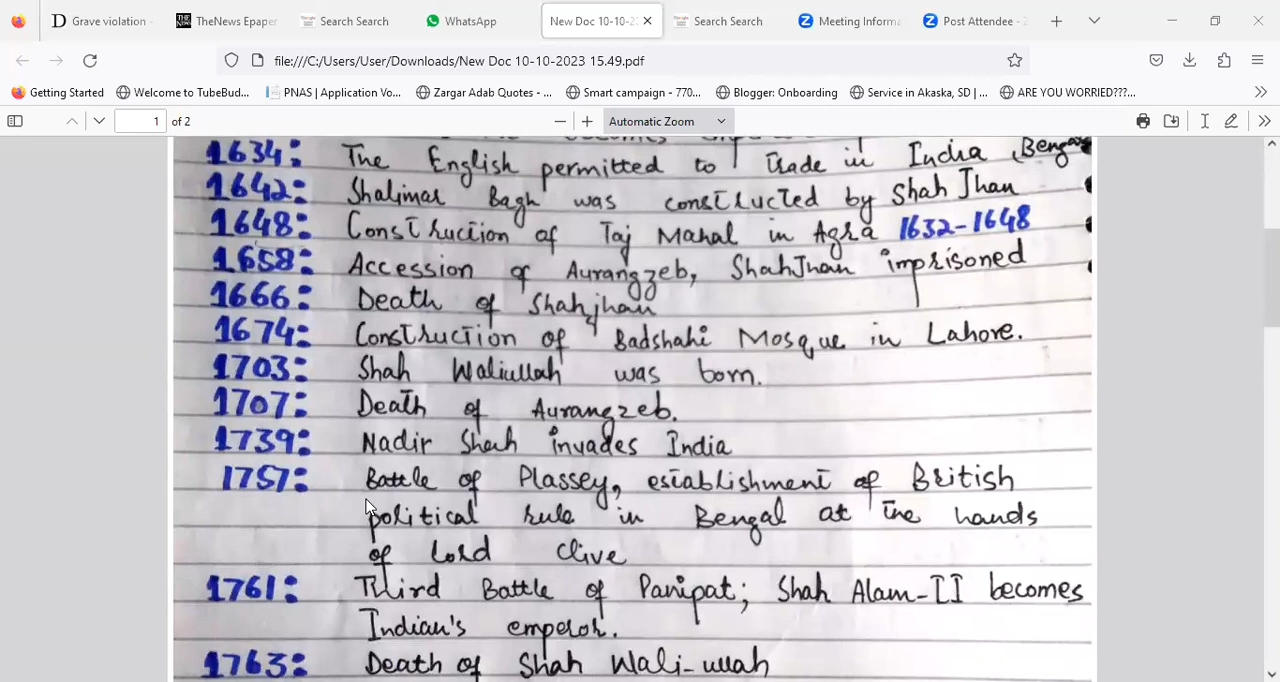 Grave violation
TheNews Epaper
Search Search
WhatsApp
New Doc 10-10-202
Search Search
Meeting Informa
Post Attendee - Z
file:///C:/Users/User/Downloads/New Doc 10-10-2023 15.49.pdf
Getting Started
Welcome to TubeBud...
PNAS | Application Vo...
Zargar Adab Quotes - ...
Smart campaign - 770...
Blogger: Onboarding
Service in Akaska, SD | ...
ARE YOU WORRIED???...
1 of 2
Automatic Zoom
becomes
1634: The English permitted to trade in India (Benga
1642: Shalimar Bagh was constructed by Shah Jhan
1648: Construction of Taj Mahal in Agra 1632-1648
1658: Accession of Aurangzeb, ShahJhan imprisoned
1666: Death of Shahjhan
1674: Construction of Badshahi Mosque in Lahore.
1703: Shah Waliullah was born.
1707: Death of Aurangzeb.
1739: Nadir Shah invades India
1757: Battle of Plassey, establishment of British
political rule in Bengal at the hands
of Lord Clive
1761: Third Battle of Panipat; Shah Alam-II becomes
Indian's emperor.
1763: Death of Shah Wali-ullah